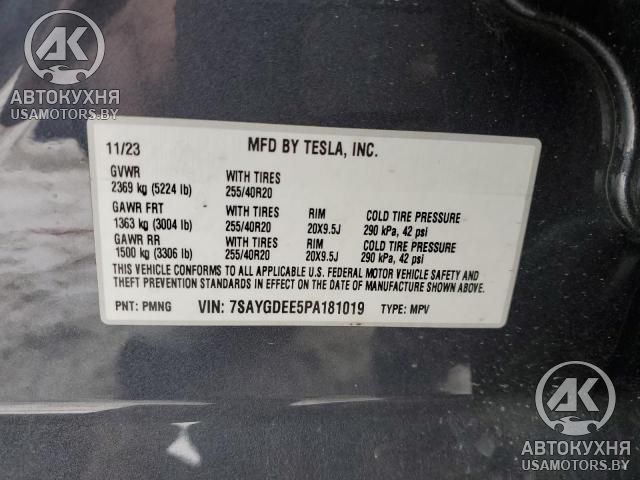 AK
АВТОКУХНЯ
USAMOTORS.BY
11/23 MFD BY TESLA, INC.
GVWR WITH TIRES
2369 kg (5224 lb) 255/40R20
GAWR FRT WITH TIRES RIM COLD TIRE PRESSURE
1363 kg (3004 lb) 255/40R20 20X9.5J 290 kPa, 42 psi
GAWR RR WITH TIRES RIM COLD TIRE PRESSURE
1500 kg (3306 lb) 255/40R20 20X9.5J 290 kPa, 42 psi
THIS VEHICLE CONFORMS TO ALL APPLICABLE U.S. FEDERAL MOTOR VEHICLE SAFETY AND
THEFT PREVENTION STANDARDS IN EFFECT ON THE DATE OF MANUFACTURE SHOWN ABOVE.
PNT: PMNG VIN: 7SAYGDEE5PA181019 TYPE: MPV
AK
АВТОКУХНЯ
USAMOTORS.BY